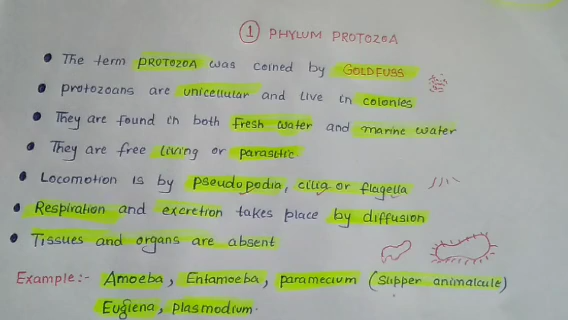 ① PHYLUM PROTOZOA
• The term PROTOZOA was coined by GOLDFUSS
• protozoans are unicellular and live in colonies
• They are found in both fresh water and marine water
• They are free living or parasitic
• Locomotion is by pseudopodia, cilia or flagella
• Respiration and excretion takes place by diffusion
• Tissues and organs are absent
Example:- Amoeba, Entamoeba, paramecium (slipper animalcule)
Euglena, plasmodium.